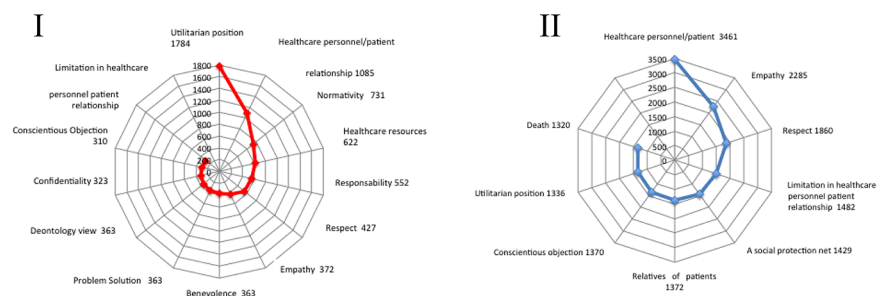 I
Utilitarian position
1784
Healthcare personnel/patient
relationship 1085
Normativity 731
Healthcare resources
622
Responsability 552
Respect 427
Empathy 372
Benevolence 363
Problem Solution 363
Deontology view 363
Confidentiality 323
Conscientious Objection
310
Limitation in healthcare
personnel patient
relationship
1800
1600
1400
1200
1000
800
600
400
200
0
II
Healthcare personnel/patient 3461
Empathy 2285
Respect 1860
Limitation in healthcare
personnel patient
relationship 1482
A social protection net 1429
Relatives of patients
1372
Conscientious objection 1370
Utilitarian position 1336
Death 1320
3500
3000
2500
2000
1500
1000
500
0